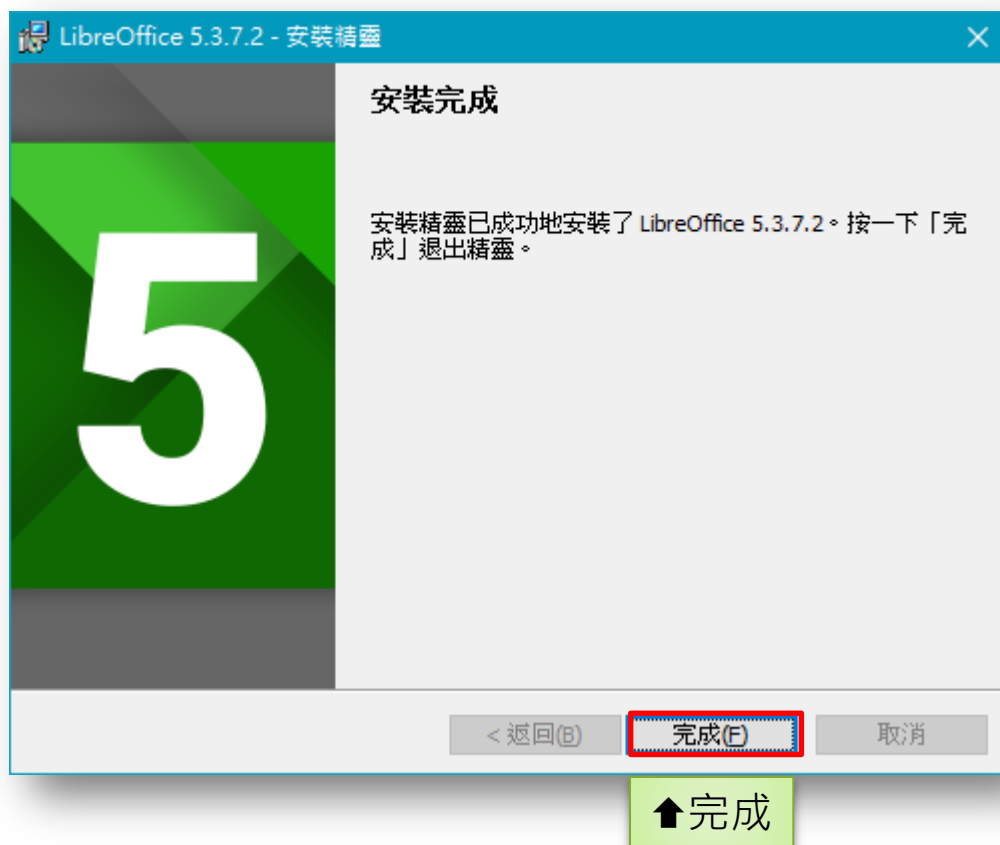 LibreOffice 5.3.7.2 - 安裝精靈
安裝完成
安裝精靈已成功地安裝了 LibreOffice 5.3.7.2。按一下「完
成」退出精靈。
5
< 返回(B)
完成(F)
取消
⬆完成